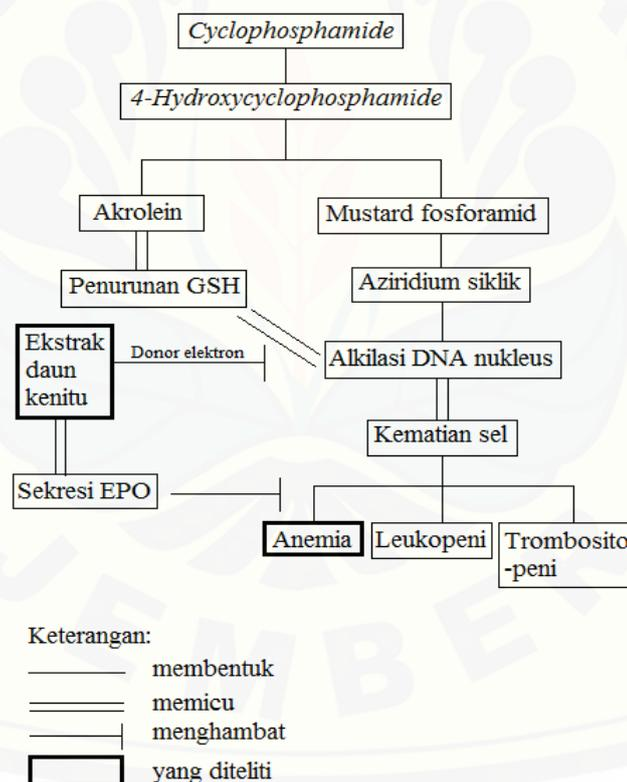 Cyclophosphamide
4-Hydroxycyclophosphamide
Akrolein
Mustard fosforamid
Penurunan GSH
Aziridium siklik
Ekstrak
daun
kenitu
Donor elektron
Alkilasi DNA nukleus
Kematian sel
Sekresi EPO
Anemia
Leukopeni
Trombosito
-peni
JEMBER
Keterangan:
membentuk
memicu
menghambat
yang diteliti